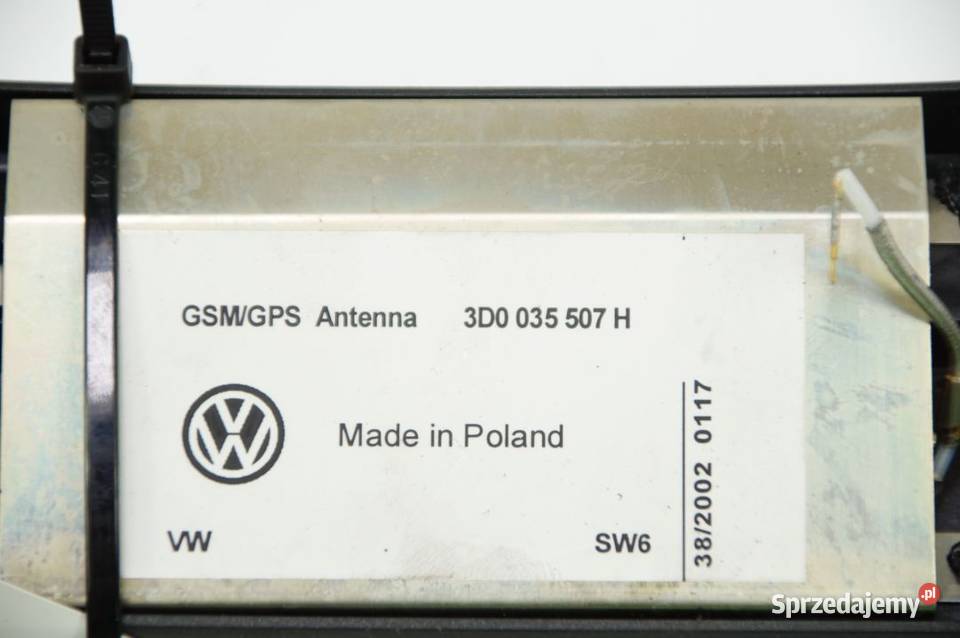 GSM/GPS Antenna 3D0 035 507 H
Made in Poland
VW SW6
38/2002 0117
Sprzedajemy.pl